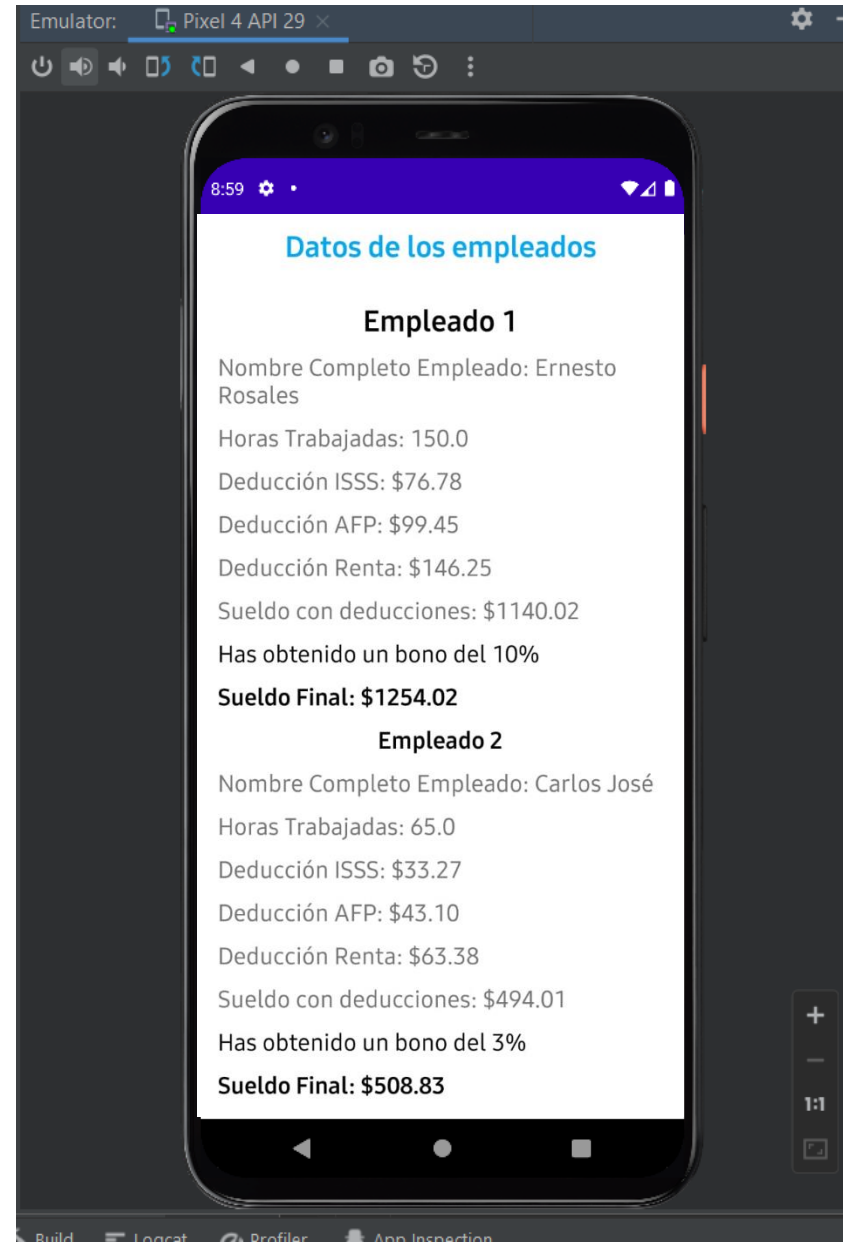 Emulator: Pixel 4 API 29
8:59
Datos de los empleados
Empleado 1
Nombre Completo Empleado: Ernesto
Rosales
Horas Trabajadas: 150.0
Deducción ISSS: $76.78
Deducción AFP: $99.45
Deducción Renta: $146.25
Sueldo con deducciones: $1140.02
Has obtenido un bono del 10%
Sueldo Final: $1254.02
Empleado 2
Nombre Completo Empleado: Carlos José
Horas Trabajadas: 65.0
Deducción ISSS: $33.27
Deducción AFP: $43.10
Deducción Renta: $63.38
Sueldo con deducciones: $494.01
Has obtenido un bono del 3%
Sueldo Final: $508.83
1:1
Build Logcat Profiler App Inspection